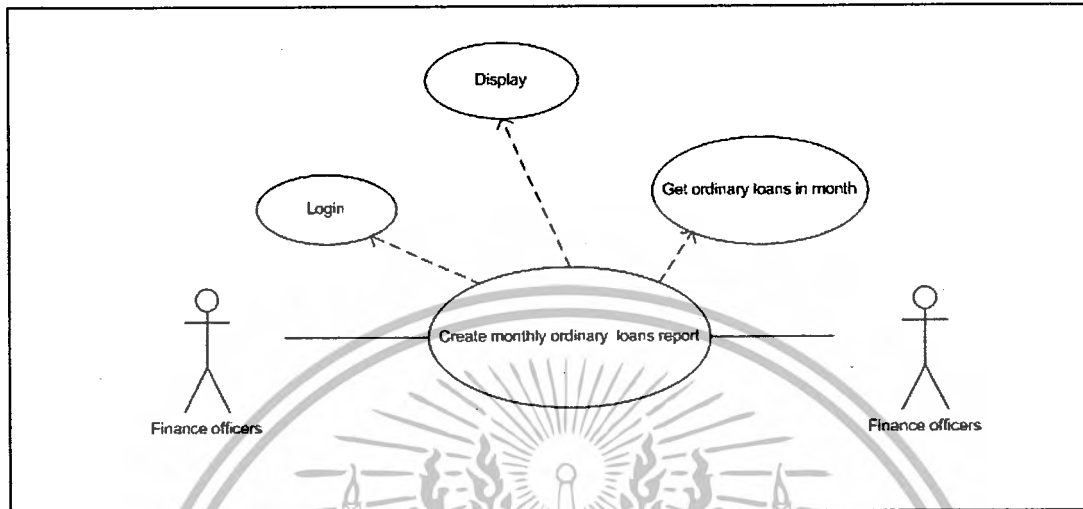 Display
Get ordinary loans in month
Login
Create monthly ordinary loans report
Finance officers
Finance officers